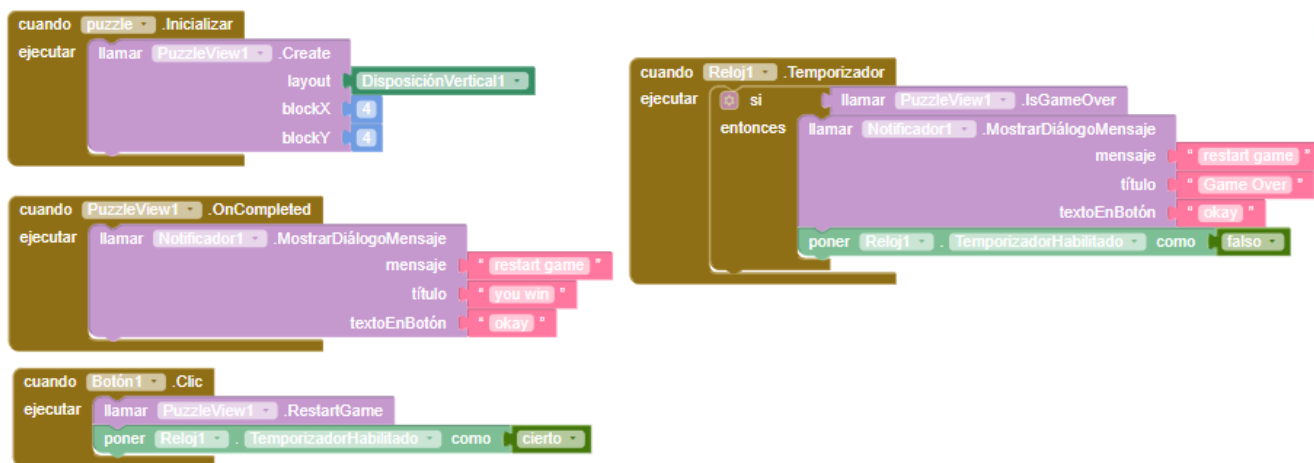 cuando puzzle .Inicializar
ejecutar llamar PuzzleView1 .Create
layout DisposiciónVertical1
blockX 4
blockY 4
cuando PuzzleView1 .OnCompleted
ejecutar llamar Notificador1 .MostrarDiálogoMensaje
mensaje " restart game "
título " you win "
textoEnBotón " okay "
cuando Botón1 .Clic
ejecutar llamar PuzzleView1 .RestartGame
poner Reloj1 . TemporizadorHabilitado como cierto
cuando Reloj1 .Temporizador
ejecutar si llamar PuzzleView1 .IsGameOver
entonces llamar Notificador1 .MostrarDiálogoMensaje
mensaje " restart game "
título " Game Over "
textoEnBotón " okay "
poner Reloj1 . TemporizadorHabilitado como falso